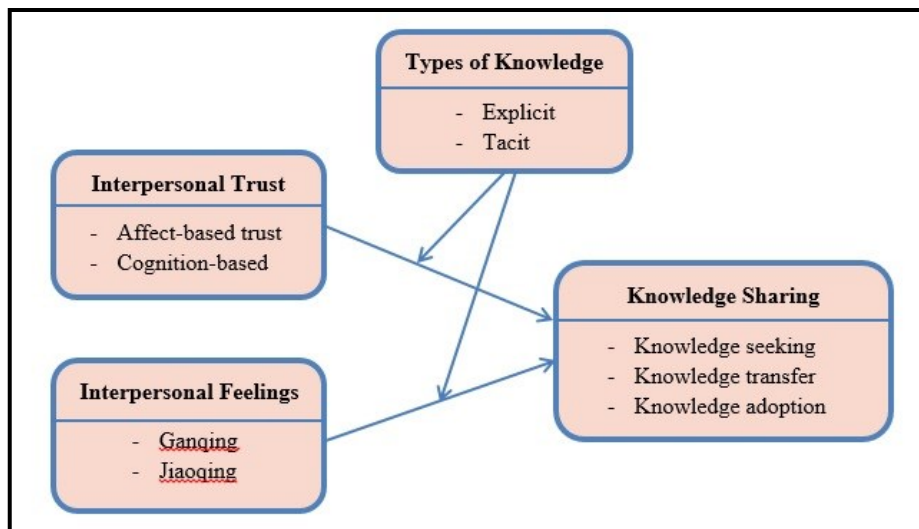 Types of Knowledge
- Explicit
- Tacit
Interpersonal Trust
- Affect-based trust
- Cognition-based
Knowledge Sharing
- Knowledge seeking
- Knowledge transfer
- Knowledge adoption
Interpersonal Feelings
- Ganqing
- Jiaoqing